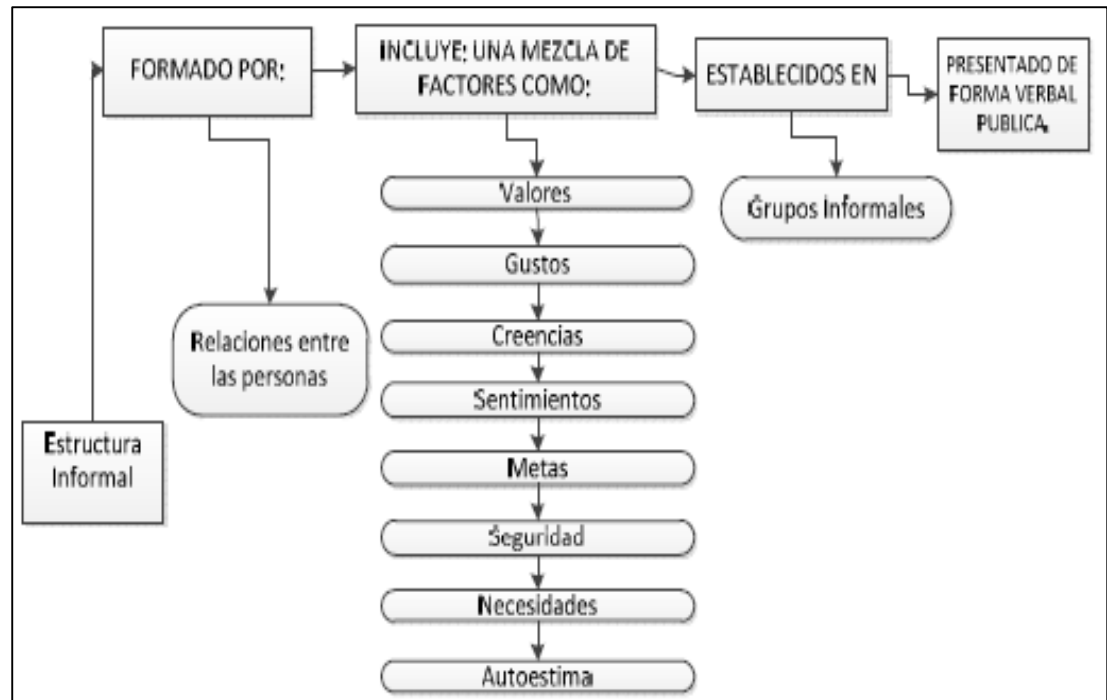 FORMADO POR:
INCLUYE: UNA MEZCLA DE
FACTORES COMO:
ESTABLECIDOS EN
PRESENTADO DE
FORMA VERBAL
PUBLICA.
Valores
Grupos Informales
Gustos
Creencias
Relaciones entre
las personas
Sentimientos
Estructura
Informal
Metas
Seguridad
Necesidades
Autoestima